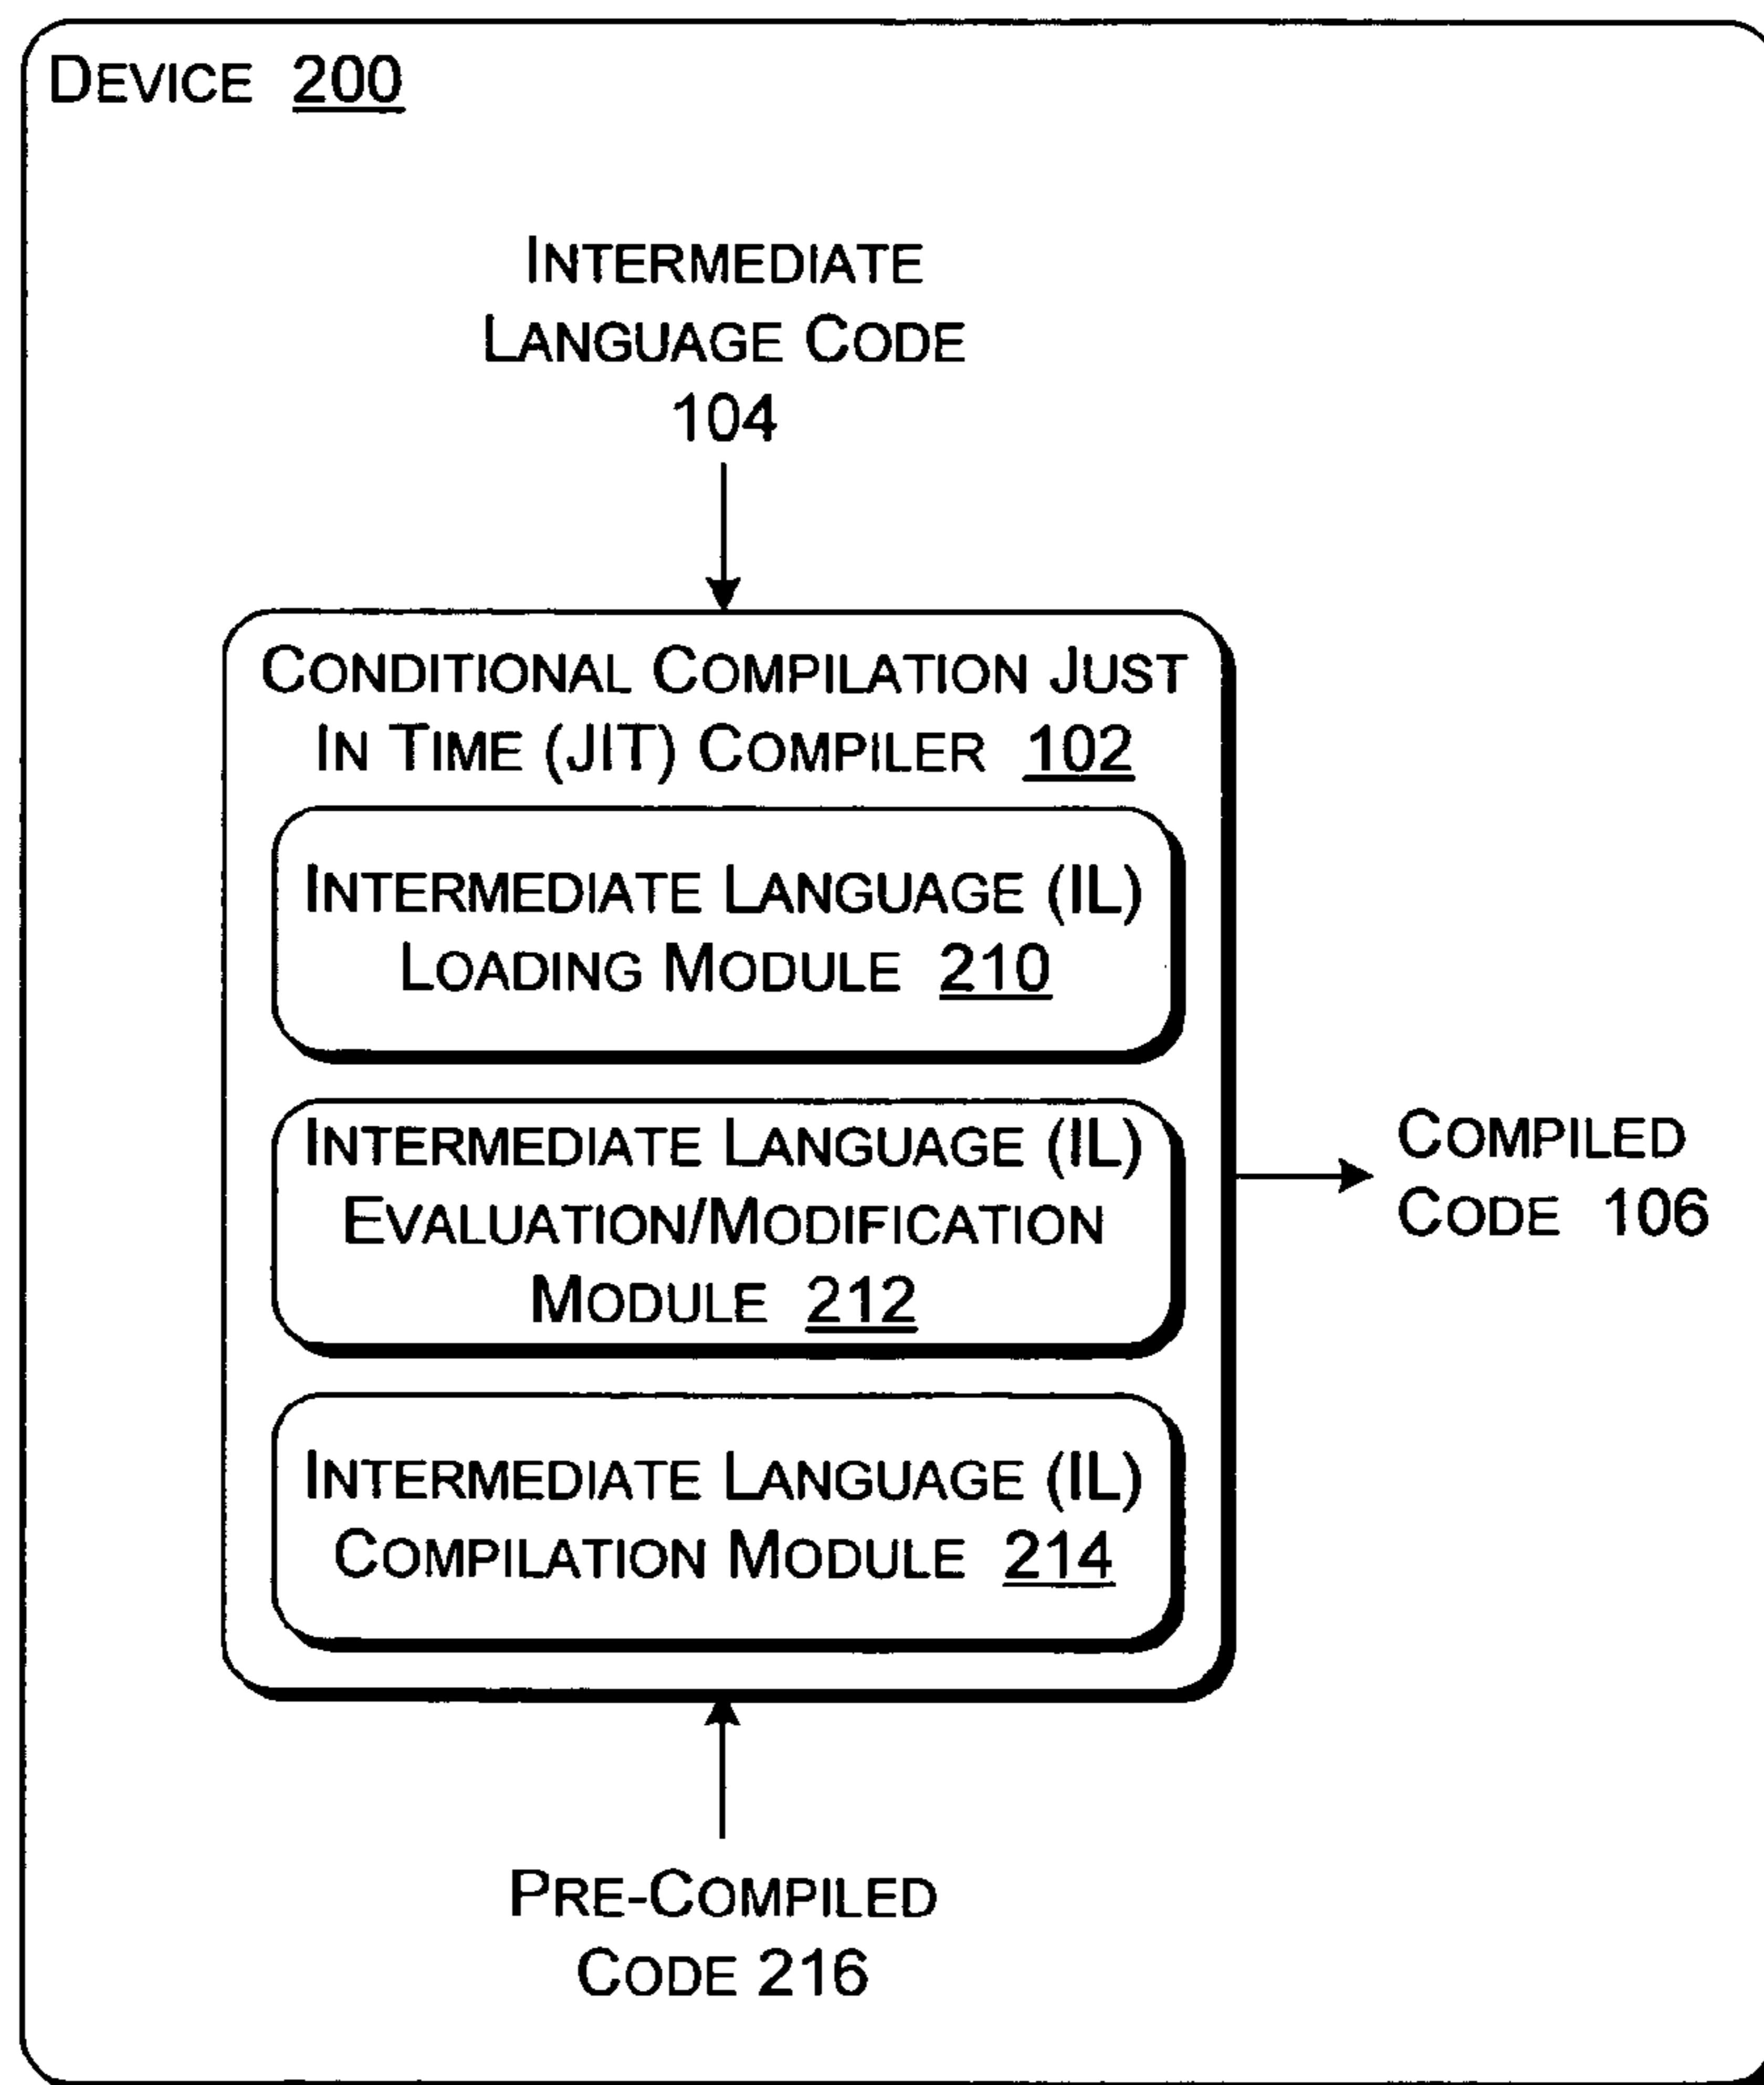 DEVICE 200
INTERMEDIATE
LANGUAGE CODE
104
CONDITIONAL COMPILATION JUST
IN TIME (JIT) COMPILER 102
INTERMEDIATE LANGUAGE (IL)
LOADING MODULE 210
INTERMEDIATE LANGUAGE (IL)
EVALUATION/MODIFICATION
MODULE 212
INTERMEDIATE LANGUAGE (IL)
COMPILATION MODULE 214
COMPILED
CODE 106
PRE-COMPILED
CODE 216